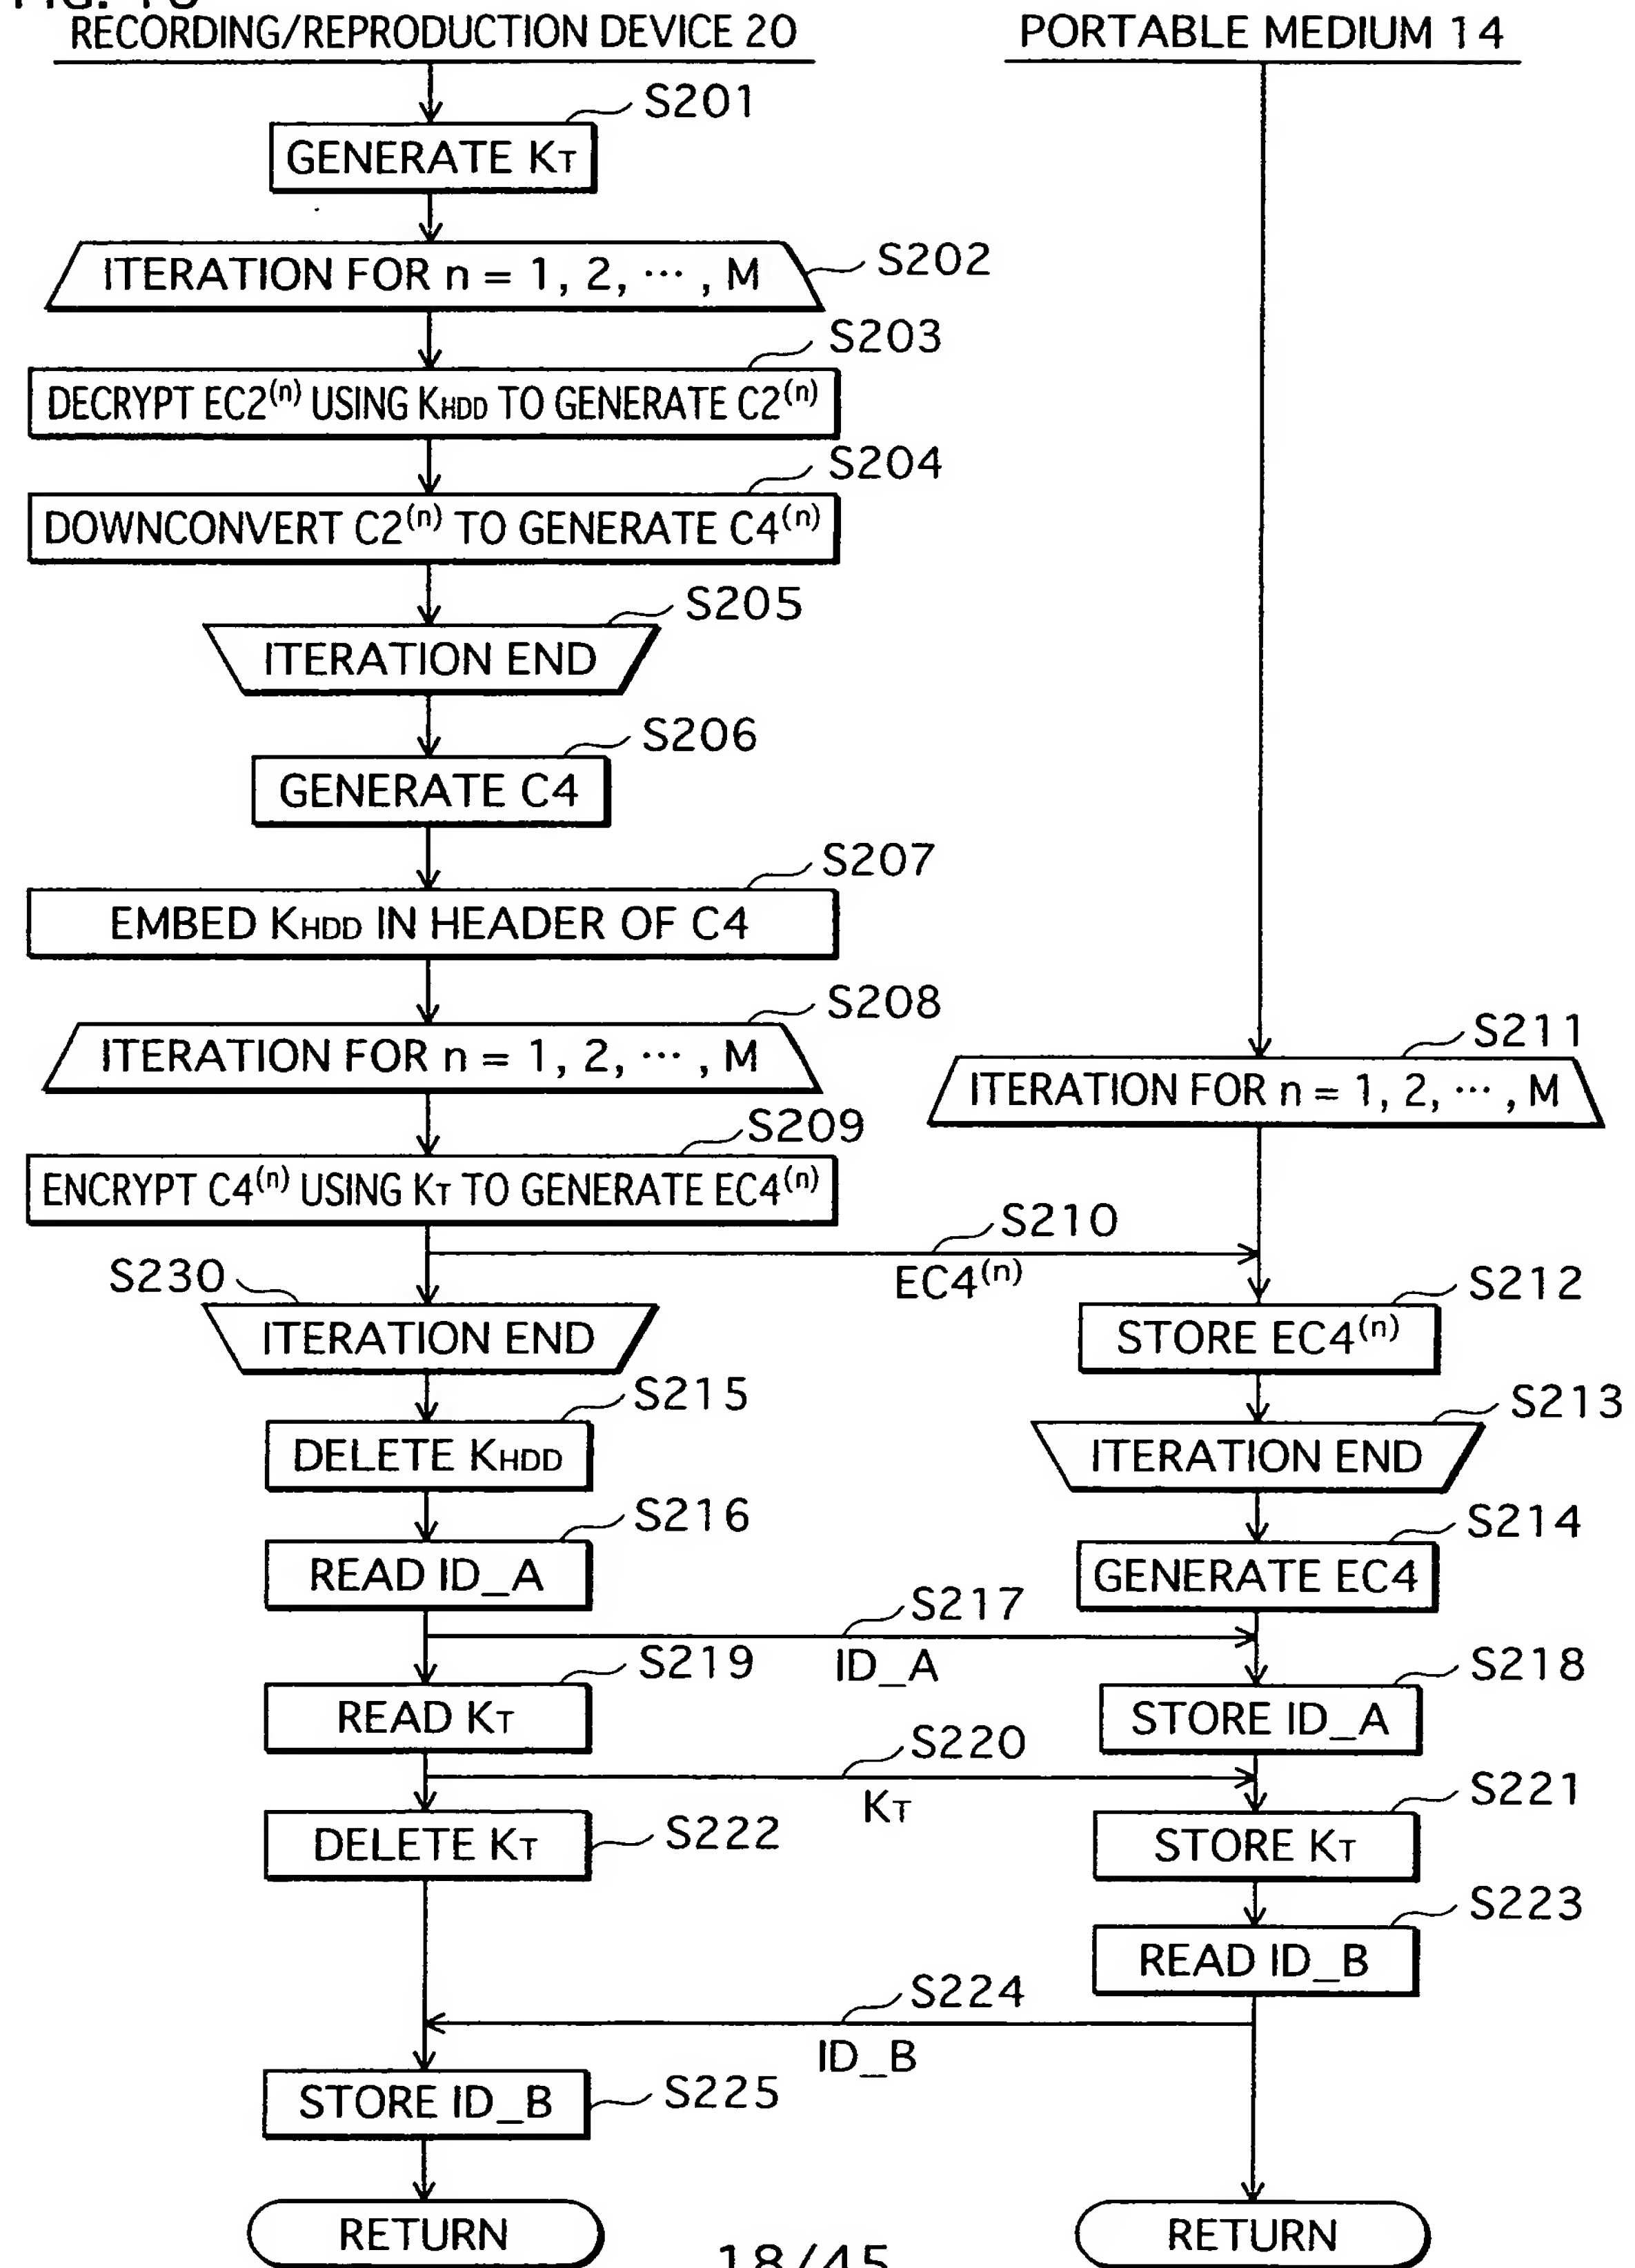 RECORDING/REPRODUCTION DEVICE 20
PORTABLE MEDIUM 14
S201
GENERATE KT
ITERATION FOR n = 1, 2, ⋯ , M
S202
S203
DECRYPT EC2(n) USING KHDD TO GENERATE C2(n)
S204
DOWNCONVERT C2(n) TO GENERATE C4(n)
S205
ITERATION END
S206
GENERATE C4
S207
EMBED KHDD IN HEADER OF C4
S208
ITERATION FOR n = 1, 2, ⋯ , M
S211
ITERATION FOR n = 1, 2, ⋯ , M
S209
ENCRYPT C4(n) USING KT TO GENERATE EC4(n)
S210
EC4(n)
S230
ITERATION END
S212
STORE EC4(n)
S215
DELETE KHDD
S213
ITERATION END
S216
READ ID_A
S214
GENERATE EC4
S217
ID_A
S219
READ KT
S218
STORE ID_A
S220
KT
S222
DELETE KT
S221
STORE KT
S223
READ ID_B
S224
ID_B
STORE ID_B
S225
RETURN
RETURN
18/45